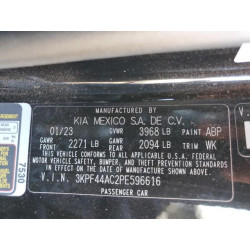 MANUFACTURED BY
KIA MEXICO S.A. DE C.V.
01/23 GVWR 3968 LB PAINT ABP
FRONT 2271 LB REAR 2094 LB TRIM WK
THIS VEHICLE CONFORMS TO ALL APPLICABLE
U.S.A. FEDERAL MOTOR VEHICLE SAFETY,
BUMPER, AND THEFT PREVENTION STANDARDS
IN EFFECT ON THE DATE OF MANUFACTURE
SHOWN ABOVE.
V.I.N. 3KPF44AC2PE596616
PASSENGER CAR
7530